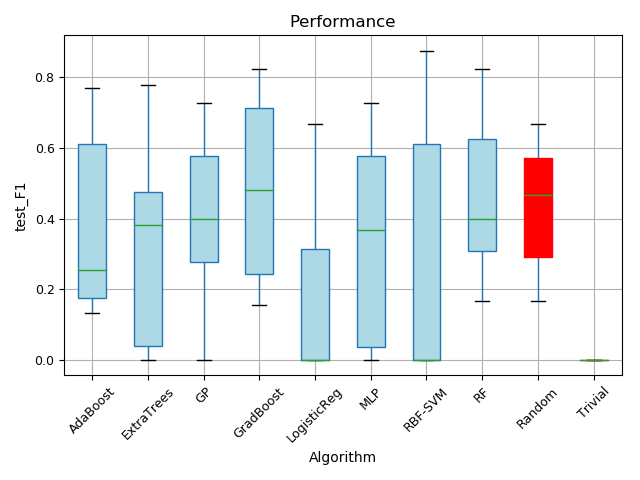 Performance
test_F1
0.8
0.6
0.4
0.2
0.0
AdaBoost
ExtraTrees
GP
GradBoost
LogisticReg
MLP
RBF-SVM
RF
Random
Trivial
Algorithm